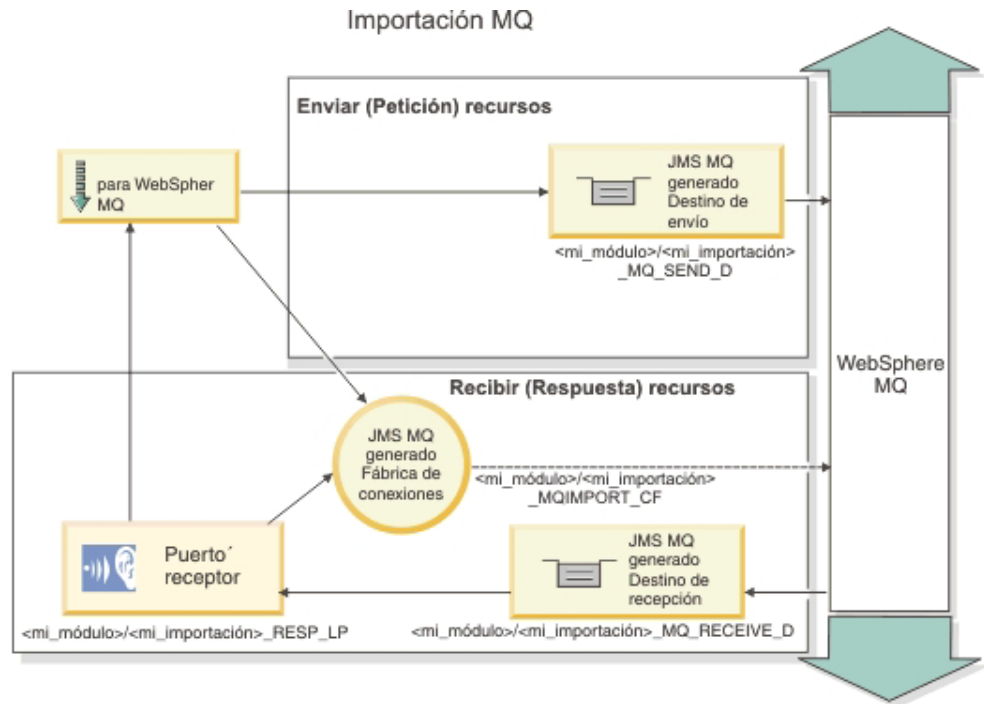 Importación MQ
Enviar (Petición) recursos
para WebSpher
MQ
JMS MQ
generado
Destino de
envío
<mi_módulo>/<mi_importación>
_MQ_SEND_D
WebSphere
MQ
Recibir (Respuesta) recursos
JMS MQ
generado
Fábrica de
conexiones
<mi_módulo>/<mi_importación>
_MQIMPORT_CF
Puerto´
receptor
<mi_módulo>/<mi_importación>_RESP_LP
JMS MQ
generado
Destino de
recepción
<mi_módulo>/<mi_importación>_MQ_RECEIVE_D